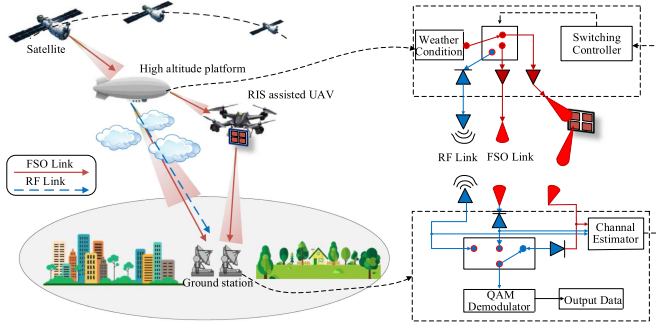 Satellite
High altitude platform
RIS assisted UAV
FSO Link
RF Link
Ground station
Weather
Condition
Switching
Controller
RF Link
FSO Link
Channal
Estimator
QAM
Demodulator
Output Data